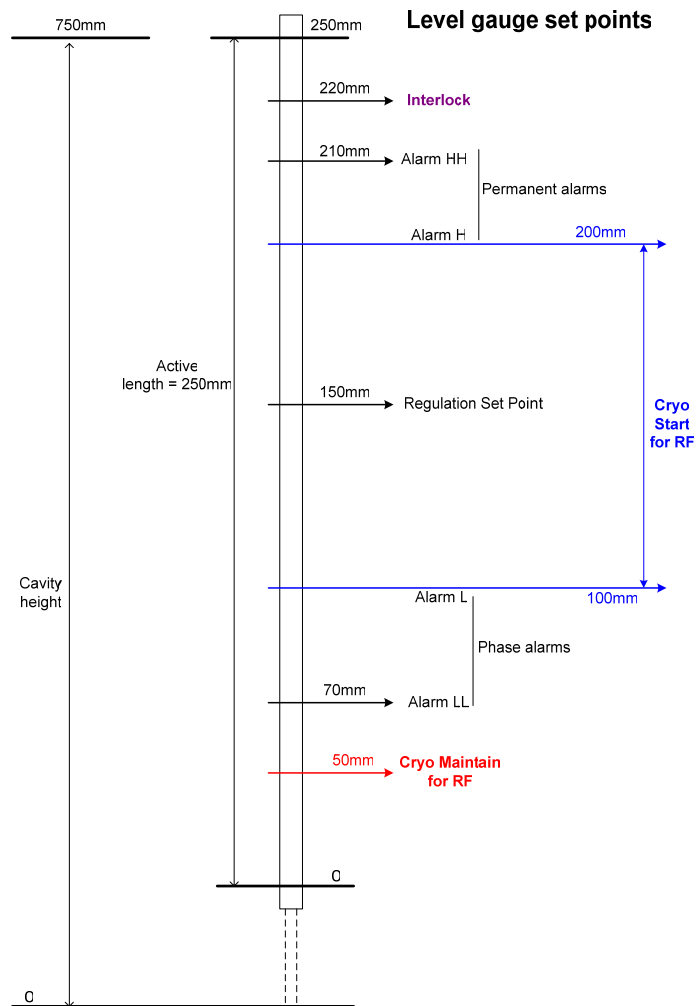 Level gauge set points
750mm
250mm
220mm
Interlock
210mm
Alarm HH
Permanent alarms
Alarm H
200mm
Active
length = 250mm
150mm
Regulation Set Point
Cryo
Start
for RF
Cavity
height
Alarm L
100mm
Phase alarms
70mm
Alarm LL
50mm
Cryo Maintain
for RF
0
0